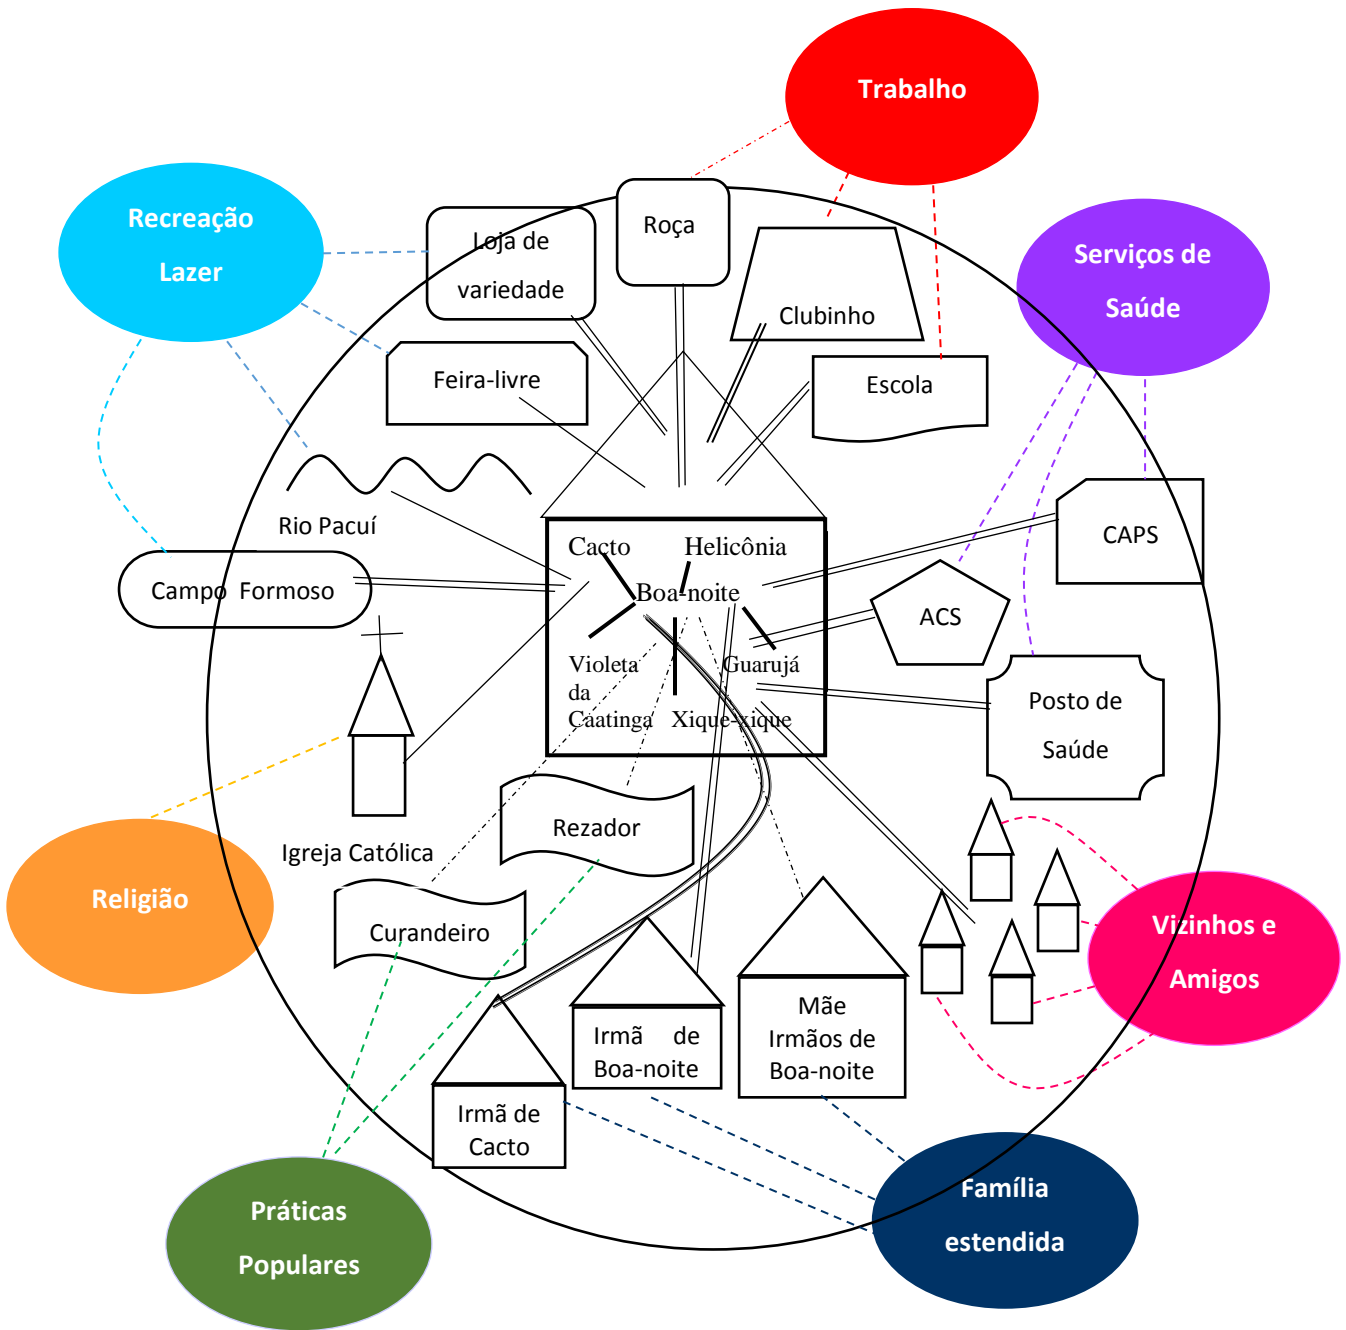 Trabalho
Recreação
Lazer
Serviços de
Saúde
Roça
Loja de
variedade
Clubinho
Feira-livre
Escola
Rio Pacuí
CAPS
Campo Formoso
ACS
Cacto
Helicônia
Boa-noite
Violeta
da
Caatinga
Guarujá
Xique-xique
Posto de
Saúde
Rezador
Igreja Católica
Religião
Curandeiro
Vizinhos e
Amigos
Mãe
Irmãos de
Boa-noite
Irmã de
Boa-noite
Irmã de
Cacto
Práticas
Populares
Família
estendida